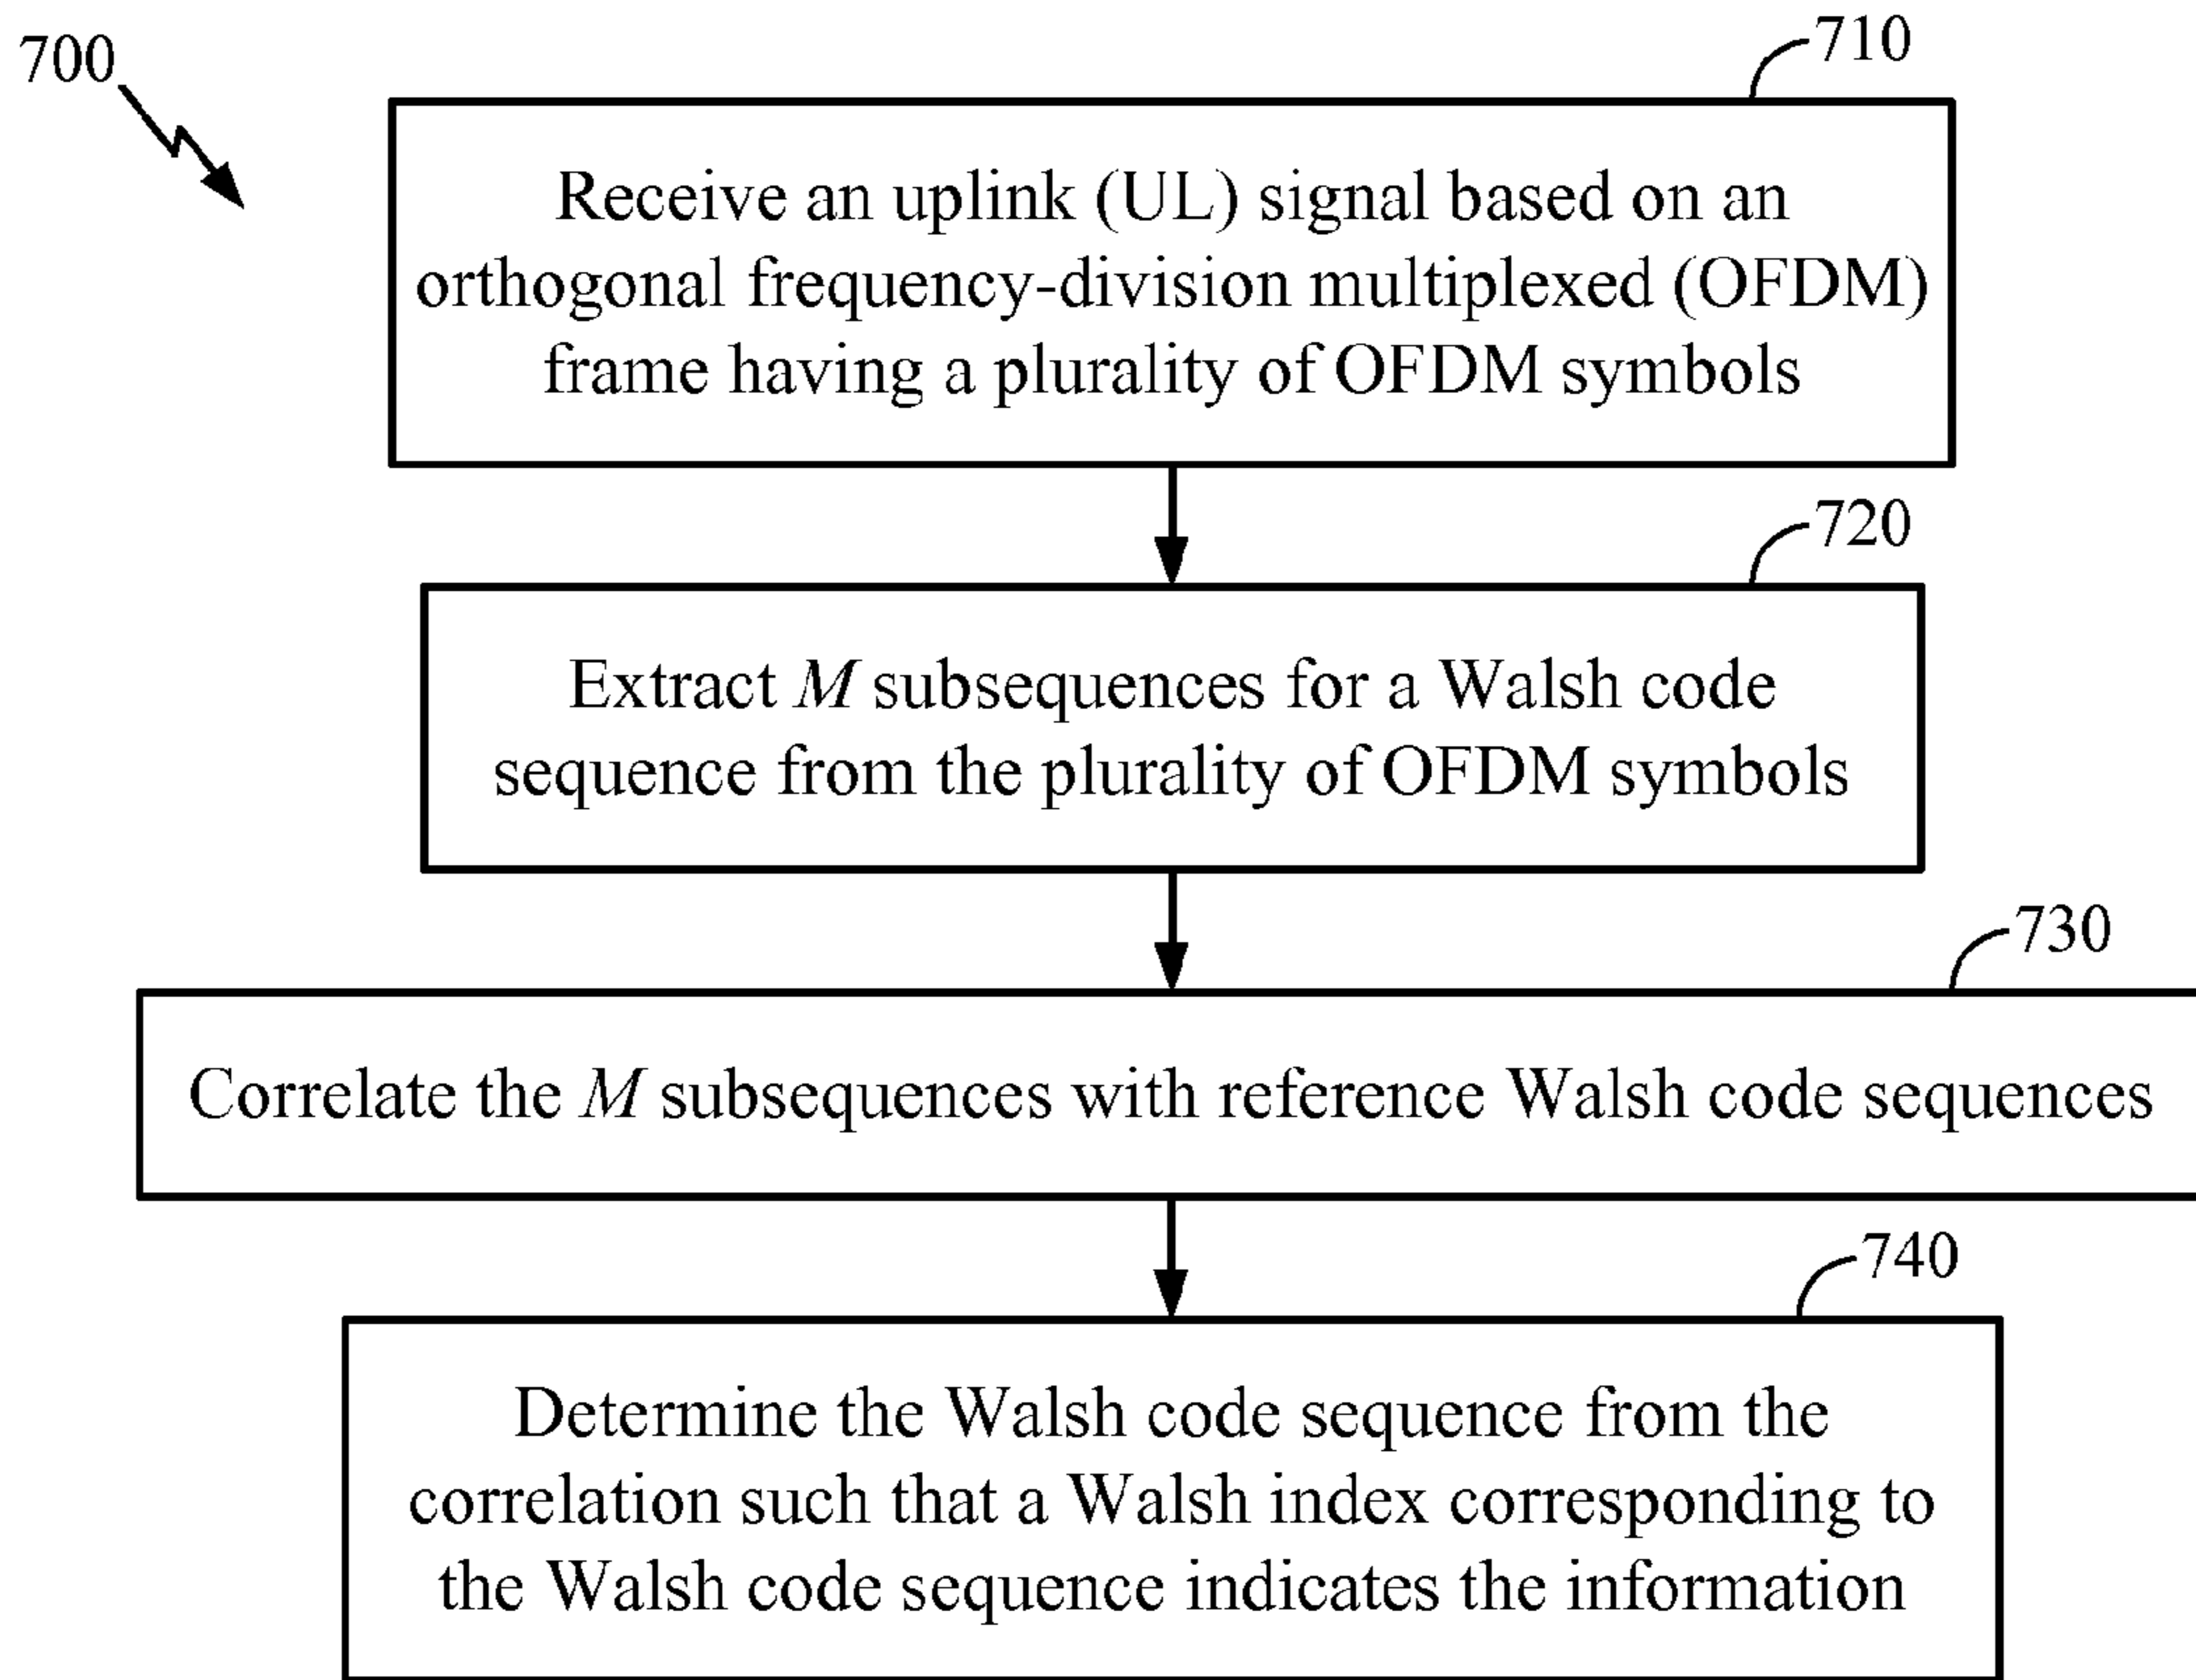 700
710
Receive an uplink (UL) signal based on an
orthogonal frequency-division multiplexed (OFDM)
frame having a plurality of OFDM symbols
720
Extract M subsequences for a Walsh code
sequence from the plurality of OFDM symbols
730
Correlate the M subsequences with reference Walsh code sequences
740
Determine the Walsh code sequence from the
correlation such that a Walsh index corresponding to
the Walsh code sequence indicates the information